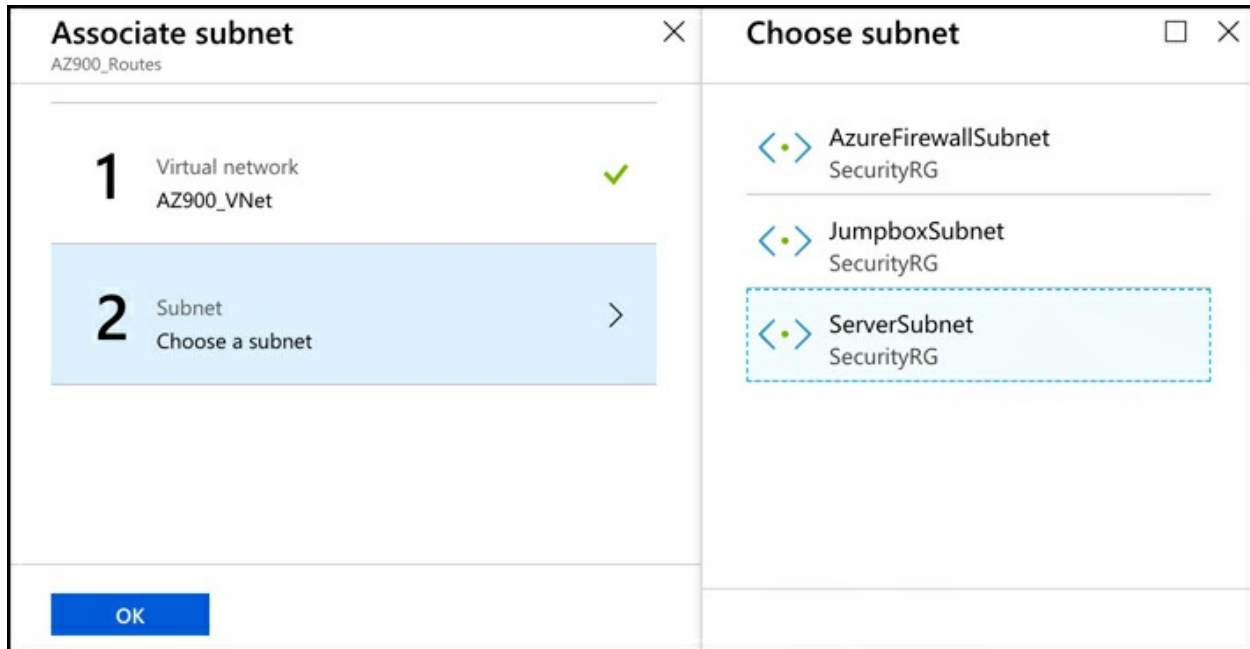 Associate subnet
AZ900_Routes
1
Virtual network
AZ900_VNet
2
Subnet
Choose a subnet
OK
Choose subnet
AzureFirewallSubnet
SecurityRG
JumpboxSubnet
SecurityRG
ServerSubnet
SecurityRG